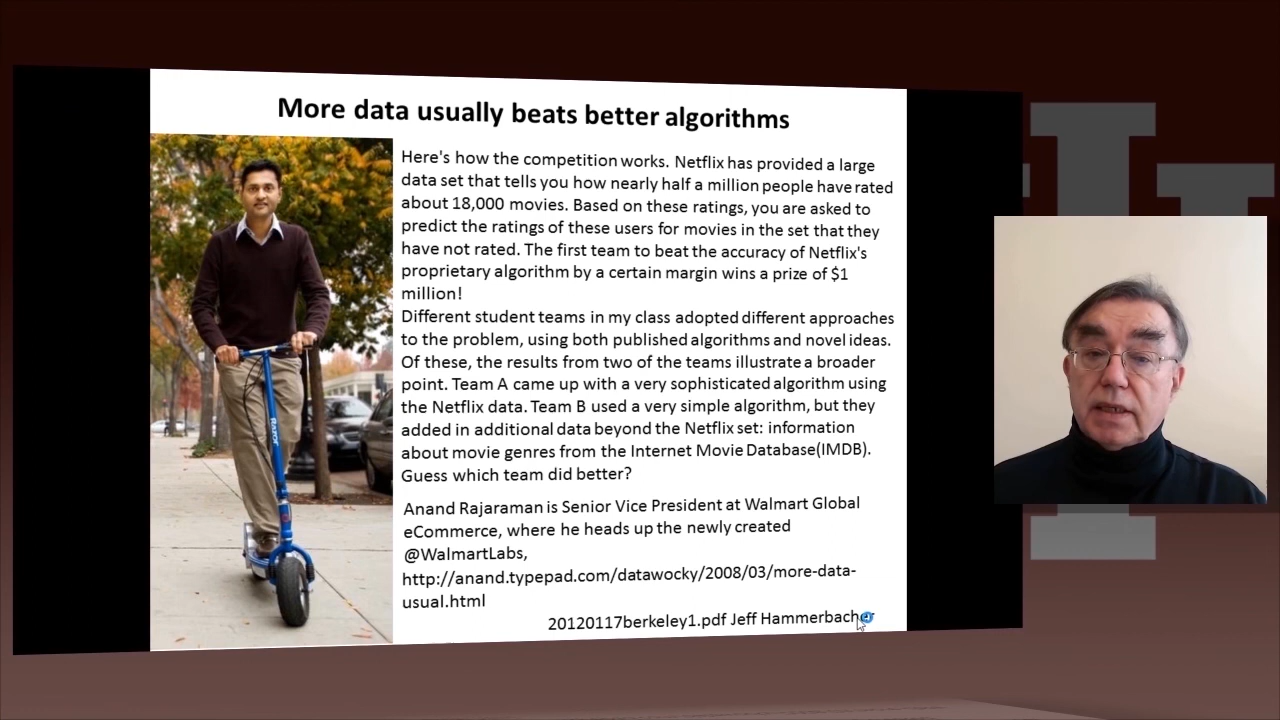 More data usually beats better algorithms
Here's how the competition works. Netflix has provided a large
data set that tells you how nearly half a million people have rated
about 18,000 movies. Based on these ratings, you are asked to
predict the ratings of these users for movies in the set that they
have not rated. The first team to beat the accuracy of Netflix's
proprietary algorithm by a certain margin wins a prize of $1
million!
Different student teams in my class adopted different approaches
to the problem, using both published algorithms and novel ideas.
Of these, the results from two of the teams illustrate a broader
point. Team A came up with a very sophisticated algorithm using
the Netflix data. Team B used a very simple algorithm, but they
added in additional data beyond the Netflix set: information
about movie genres from the Internet Movie Database(IMDB).
Guess which team did better?
Anand Rajaraman is Senior Vice President at Walmart Global
eCommerce, where he heads up the newly created
@WalmartLabs,
http://anand.typepad.com/datawocky/2008/03/more-data-
usual.html
20120117berkeley1.pdf Jeff Hammerbacher
RAZOR